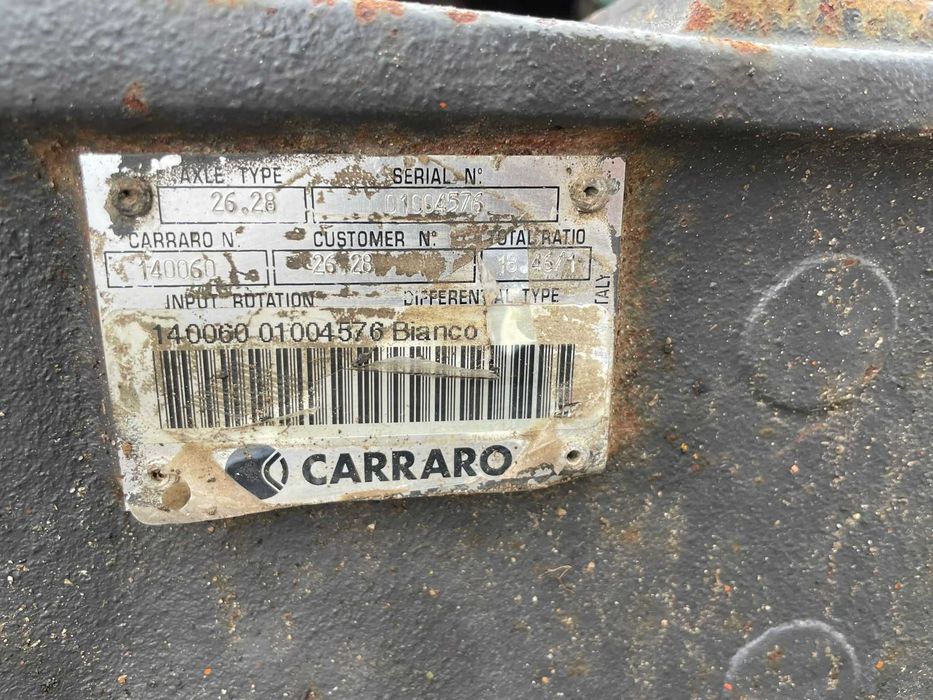 AXLE TYPE SERIAL N°
26.28 01004576
CARRARO N. CUSTOMER N° TOTAL RATIO
140060 26.28
INPUT ROTATION DIFFERENTIAL TYPE
140060 01004576 Bianco
CARRARO